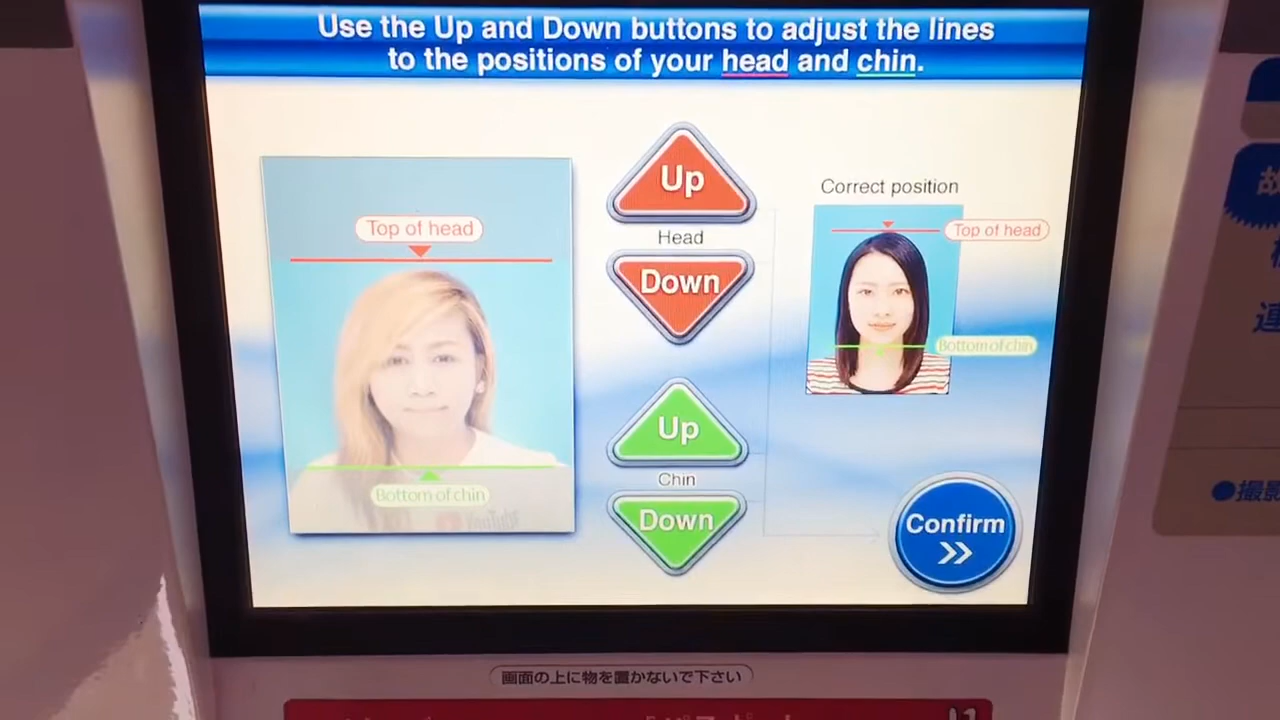 Use the Up and Down buttons to adjust the lines
to the positions of your head and chin.
Top of head
Up
Head
Down
Correct position
Top of head
Bottom of chin
Up
Chin
Down
Bottom of chin
Confirm
画面の上に物を置かないで下さい
●撮影